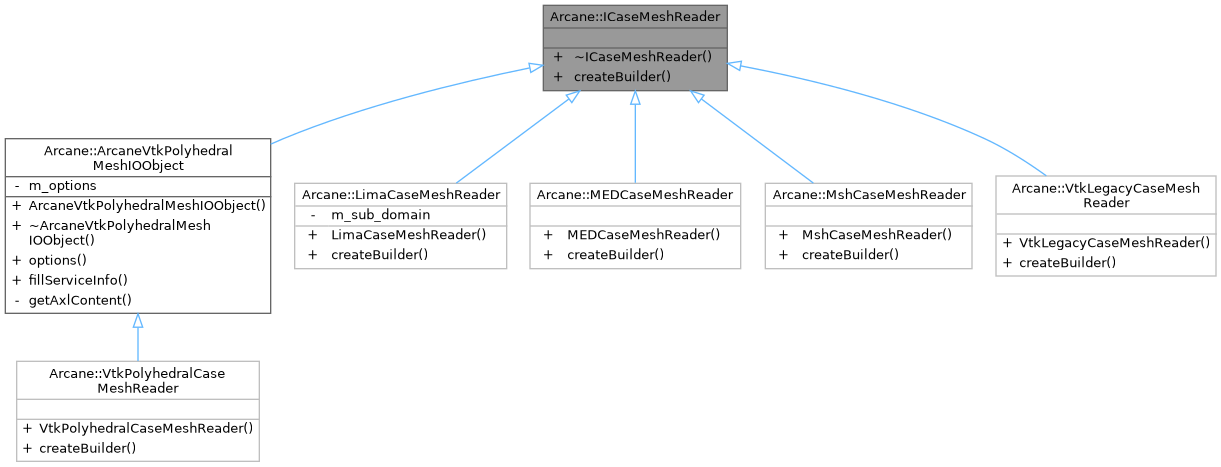 Arcane::ICaseMeshReader
+ ~ICaseMeshReader()
+ createBuilder()
Arcane::ArcaneVtkPolyhedral
MeshIOObject
- m_options
+ ArcaneVtkPolyhedralMeshIOObject()
+ ~ArcaneVtkPolyhedralMesh
IOObject()
+ options()
+ fillServiceInfo()
- getAxlContent()
Arcane::LimaCaseMeshReader
- m_sub_domain
+ LimaCaseMeshReader()
+ createBuilder()
Arcane::MEDCaseMeshReader
+ MEDCaseMeshReader()
+ createBuilder()
Arcane::MshCaseMeshReader
+ MshCaseMeshReader()
+ createBuilder()
Arcane::VtkLegacyCaseMesh
Reader
+ VtkLegacyCaseMeshReader()
+ createBuilder()
Arcane::VtkPolyhedralCase
MeshReader
+ VtkPolyhedralCaseMeshReader()
+ createBuilder()